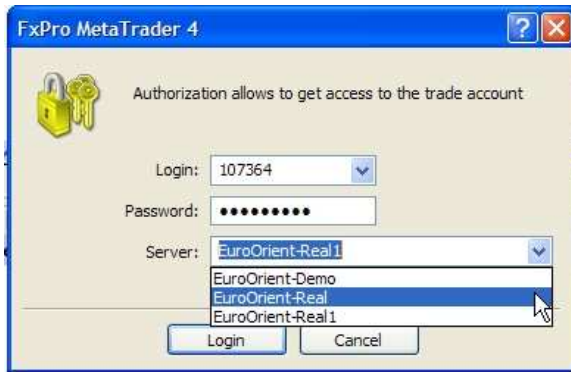 FxPro MetaTrader 4
Authorization allows to get access to the trade account
Login: 107364
Password: •••••••••
Server: EuroOrient-Real1
EuroOrient-Demo
EuroOrient-Real
EuroOrient-Real1
Login Cancel